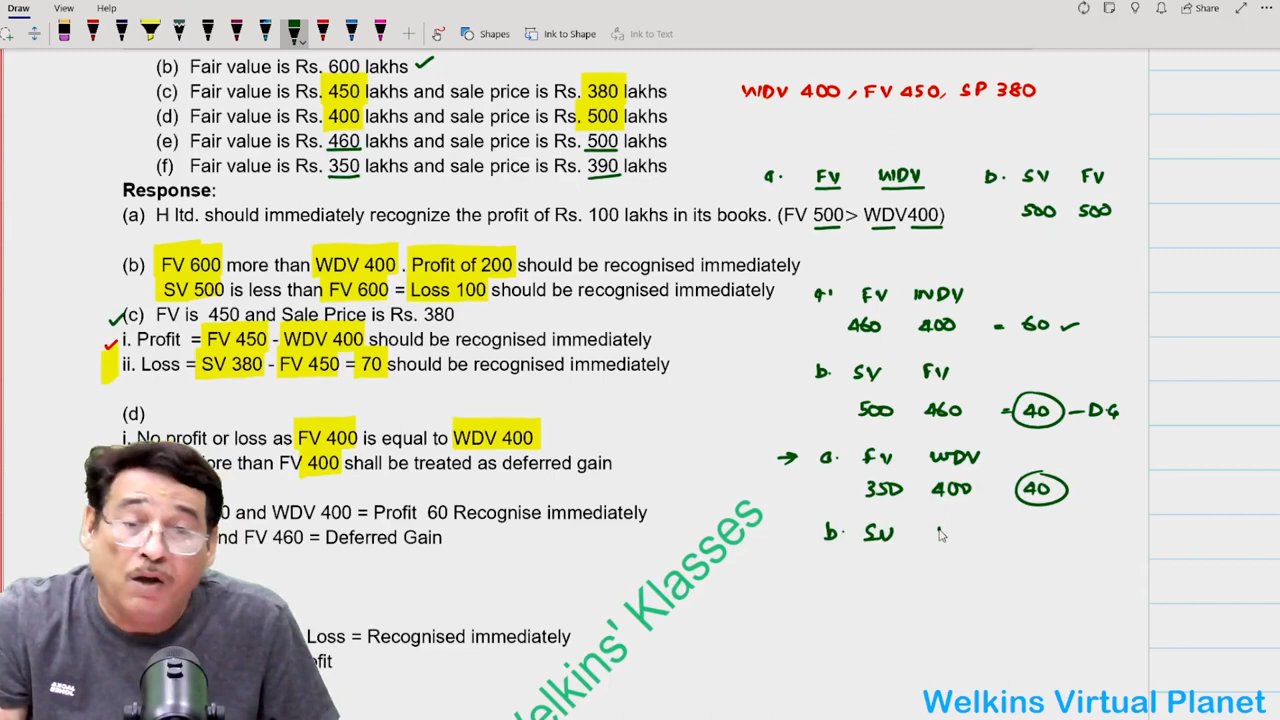 Draw View Help
Share
Shapes Ink to Shape Ink to Text
(b) Fair value is Rs. 600 lakhs
(c) Fair value is Rs. 450 lakhs and sale price is Rs. 380 lakhs
WDV 400, FV 450, SP 380
(d) Fair value is Rs. 400 lakhs and sale price is Rs. 500 lakhs
(e) Fair value is Rs. 460 lakhs and sale price is Rs. 500 lakhs
(f) Fair value is Rs. 350 lakhs and sale price is Rs. 390 lakhs
a. FV WDV b. SV FV
Response:
500 500
(a) H ltd. should immediately recognize the profit of Rs. 100 lakhs in its books. (FV 500> WDV400)
(b) FV 600 more than WDV 400 . Profit of 200 should be recognised immediately
SV 500 is less than FV 600 = Loss 100 should be recognised immediately
a. FV WDV
(c) FV is 450 and Sale Price is Rs. 380
460 400 = 60
i. Profit = FV 450 - WDV 400 should be recognised immediately
ii. Loss = SV 380 - FV 450 = 70 should be recognised immediately
b. SV FV
500 460 = 40 - DG
(d)
i. No profit or loss as FV 400 is equal to WDV 400
a. FV WDV
more than FV 400 shall be treated as deferred gain
350 400 40
and WDV 400 = Profit 60 Recognise immediately
b. SV
and FV 460 = Deferred Gain
Loss = Recognised immediately
Welkins' Klasses
Welkins Virtual Planet